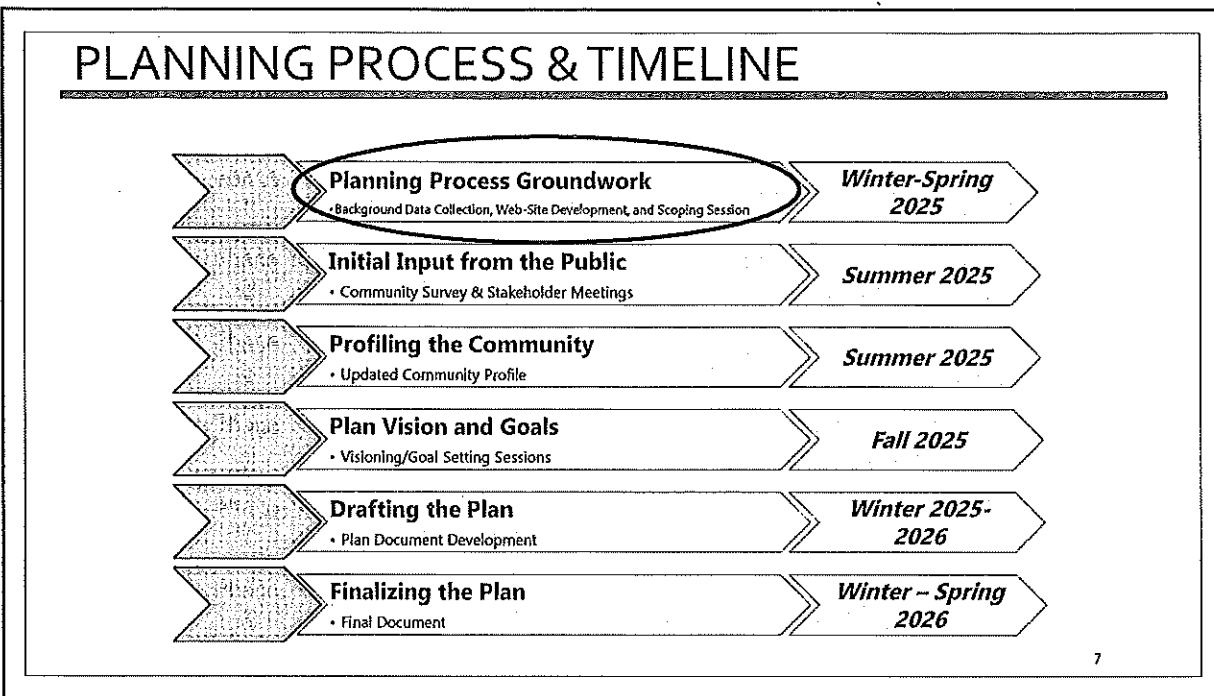 PLANNING PROCESS & TIMELINE
Planning Process Groundwork
•Background Data Collection, Web-Site Development, and Scoping Session
Winter-Spring
2025
Initial Input from the Public
• Community Survey & Stakeholder Meetings
Summer 2025
Profiling the Community
• Updated Community Profile
Summer 2025
Plan Vision and Goals
• Visioning/Goal Setting Sessions
Fall 2025
Drafting the Plan
• Plan Document Development
Winter 2025-
2026
Finalizing the Plan
• Final Document
Winter – Spring
2026
7